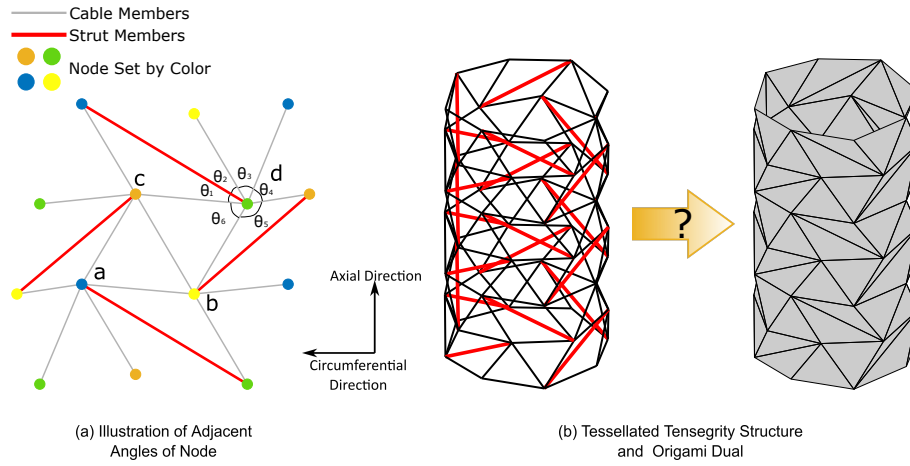 Cable Members
Strut Members
Node Set by Color
d
θ3
θ2
c
θ1
θ4
θ6
θ5
a
b
Axial Direction
Circumferential
Direction
?
(a) Illustration of Adjacent
Angles of Node
(b) Tessellated Tensegrity Structure
and Origami Dual